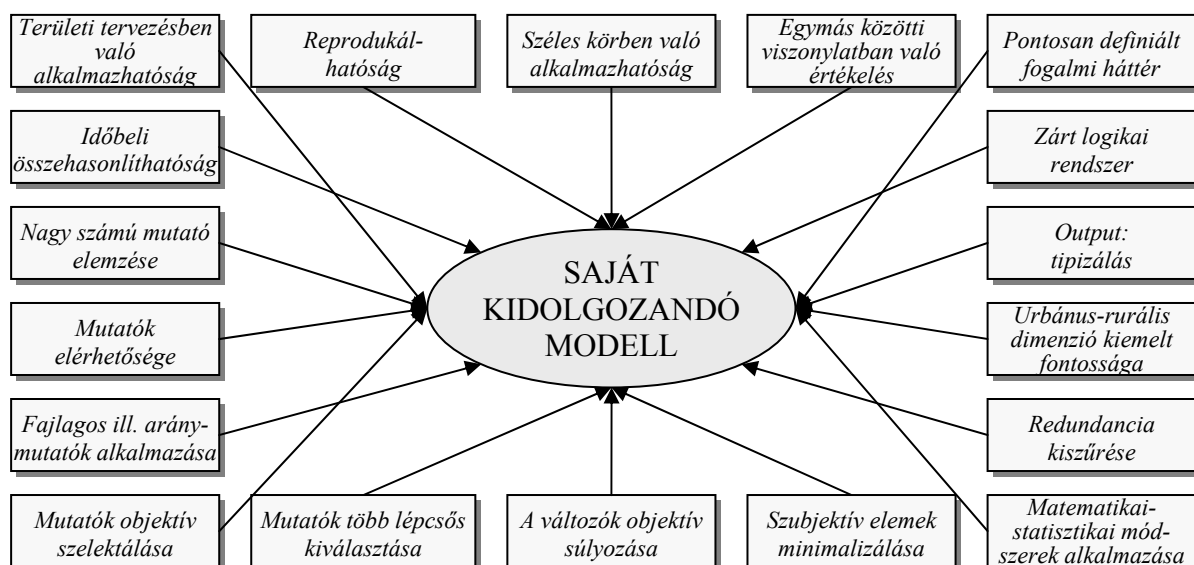 Területi tervezésben
való
alkalmazhatóság
Reprodukál-
hatóság
Széles körben való
alkalmazhatóság
Egymás közötti
viszonylatban való
értékelés
Pontosan definiált
fogalmi háttér
Időbeli
összehasonlíthatóság
Zárt logikai
rendszer
Nagy számú mutató
elemzése
SAJÁT
KIDOLGOZANDÓ
MODELL
Output:
tipizálás
Mutatók
elérhetősége
Urbánus-rurális
dimenzió kiemelt
fontossága
Fajlagos ill. arány-
mutatók alkalmazása
Redundancia
kiszűrése
Mutatók objektív
szelektálása
Mutatók több lépcsős
kiválasztása
A változók objektív
súlyozása
Szubjektív elemek
minimalizálása
Matematikai-
statisztikai mód-
szerek alkalmazása